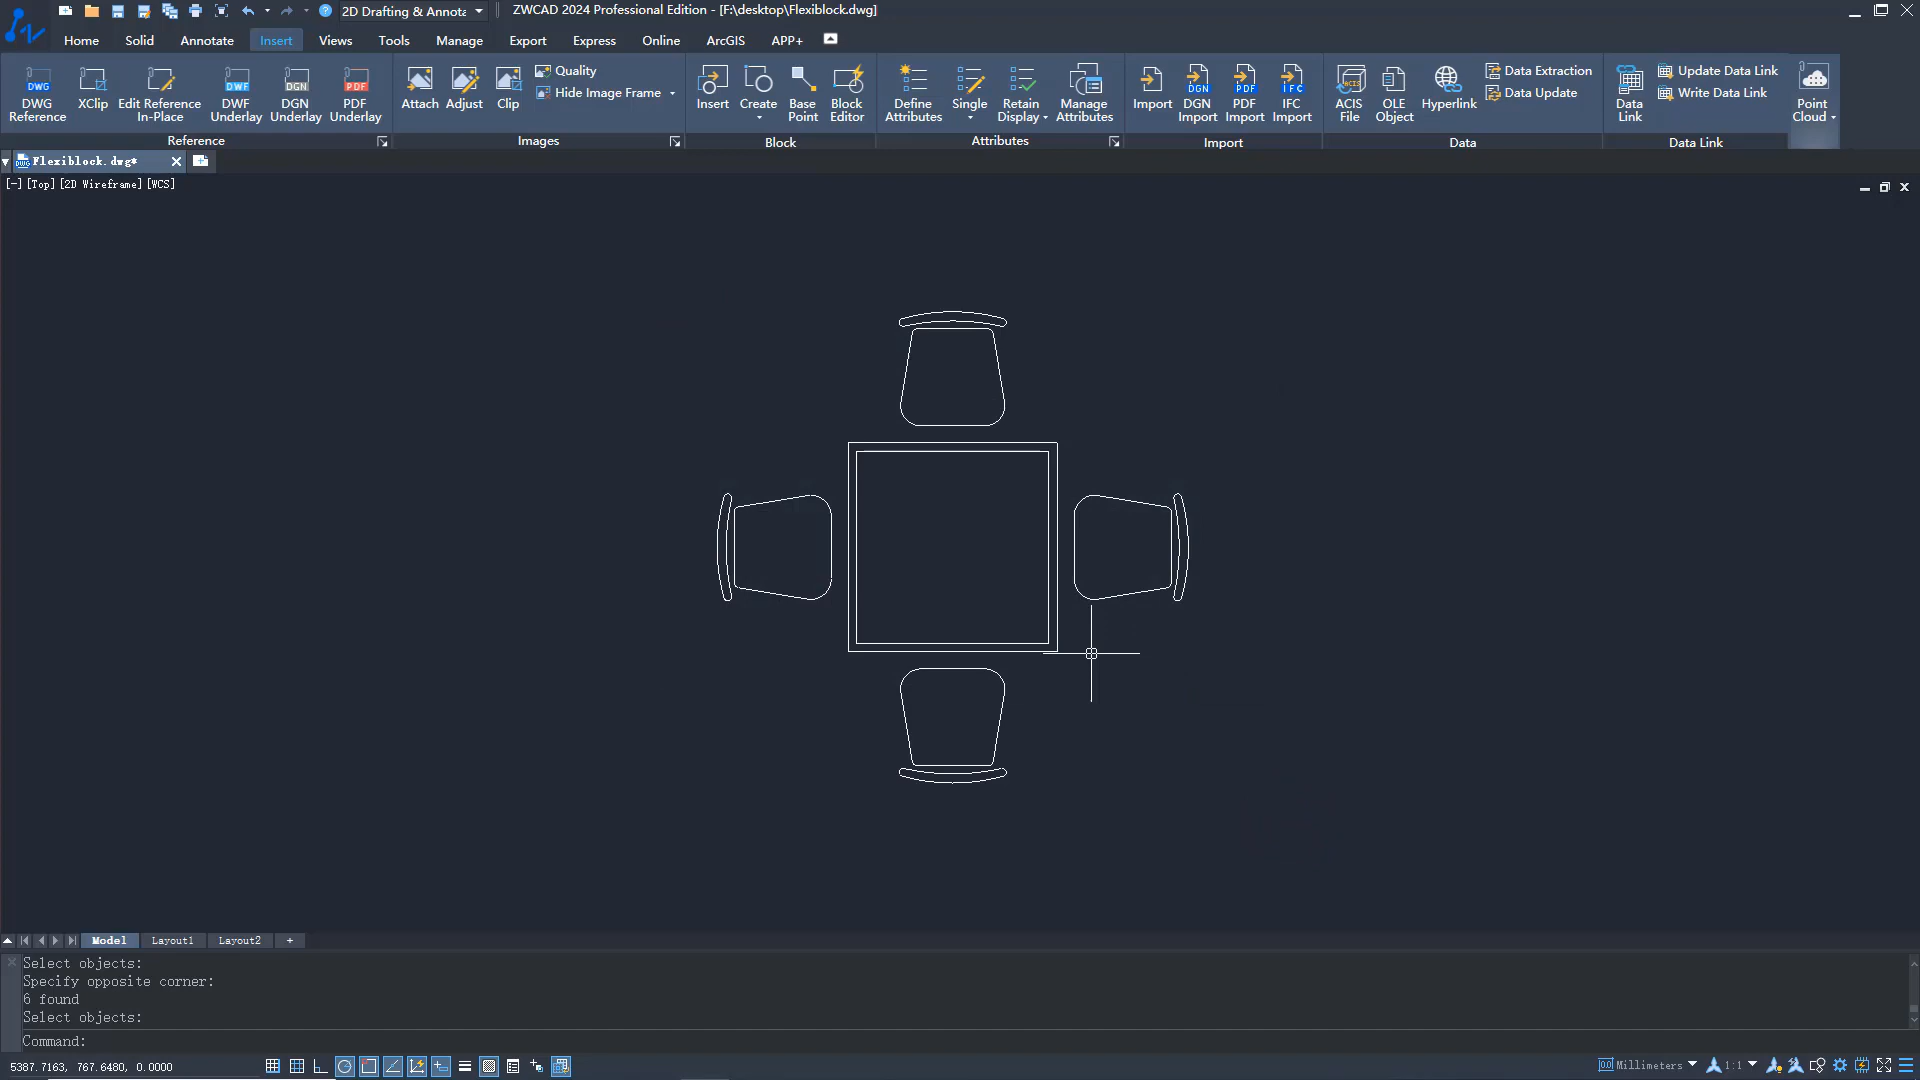 2D Drafting & Annota
ZWCAD 2024 Professional Edition - [F:\desktop\Flexiblock.dwg]
Home Solid Annotate Insert Views Tools Manage Export Express Online ArcGIS APP+
DWG Reference
XClip
Edit Reference In-Place
DWF Underlay
DGN Underlay
PDF Underlay
Reference
Attach
Adjust
Clip
Quality
Hide Image Frame
Images
Insert
Create
Base Point
Block Editor
Block
Define Attributes
Single
Retain Display
Manage Attributes
Attributes
Import
DGN Import
PDF Import
IFC Import
Import
ACIS File
OLE Object
Hyperlink
Data Extraction
Data Update
Data
Data Link
Update Data Link
Write Data Link
Data Link
Point Cloud
Flexiblock.dwg*
[-] [Top] [2D Wireframe] [WCS]
Model Layout1 Layout2 +
Select objects:
Specify opposite corner:
6 found
Select objects:
Command:
5387.7163, 767.6480, 0.0000
Millimeters
1:1